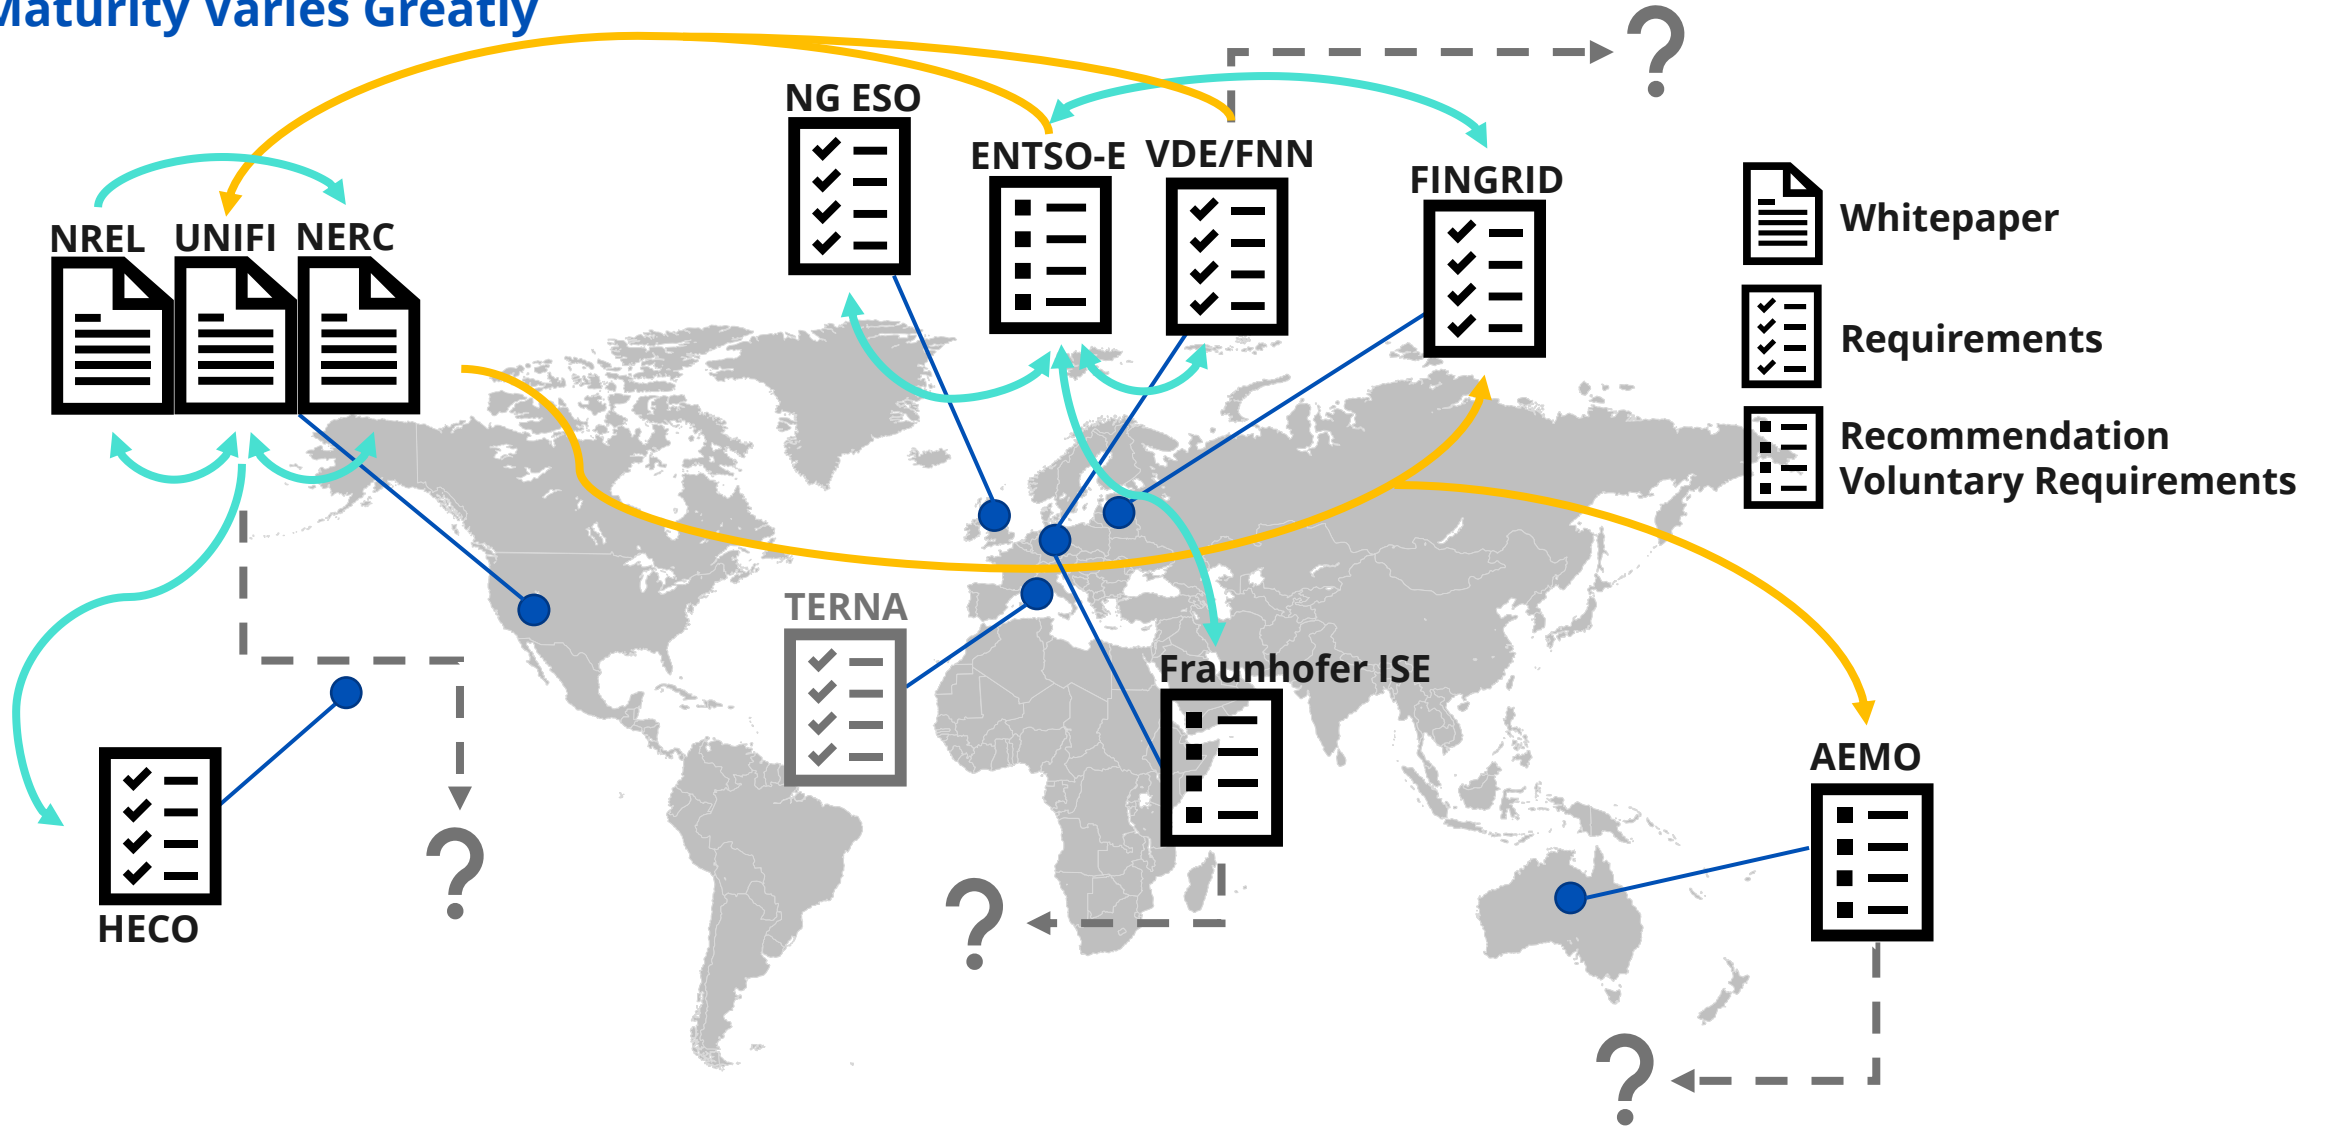 Maturity Varies Greatly
NG ESO
ENTSO-E
VDE/FNN
FINGRID
NREL
UNIFI
NERC
Whitepaper
Requirements
Recommendation
Voluntary Requirements
TERNA
Fraunhofer ISE
AEMO
HECO
?
?
?
?